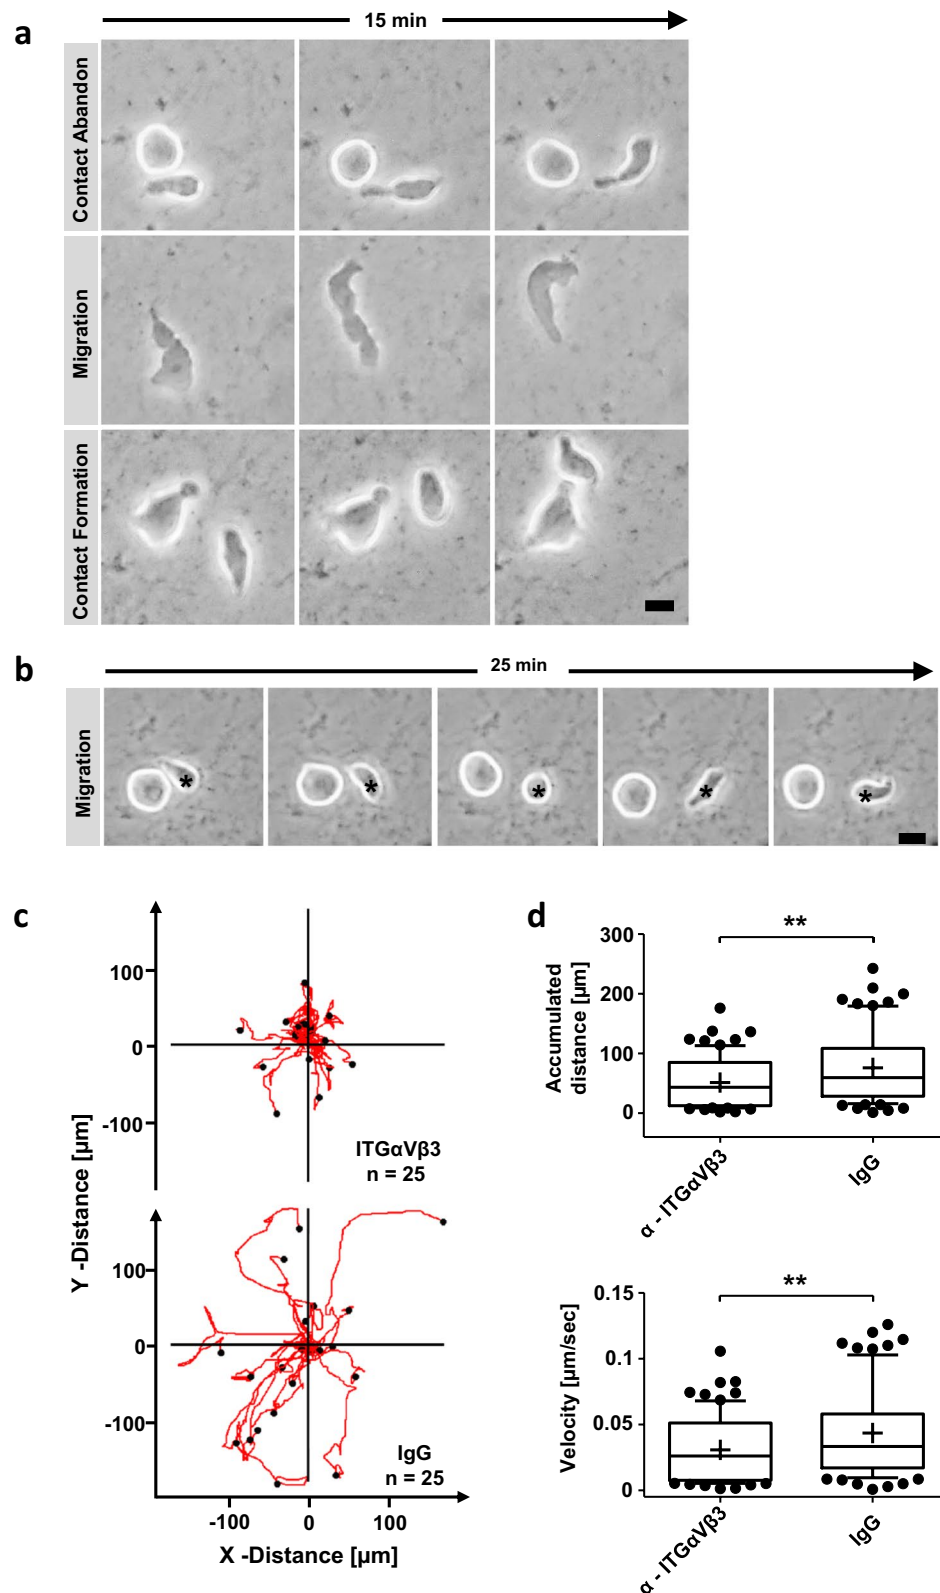 a
15 min
Contact Abandon
Migration
Contact Formation
b
25 min
Migration
* * * * *
c
100
0
-100
ITGαVβ3
n = 25
Y -Distance [µm]
100
0
-100
IgG
n = 25
-100 0 100
X -Distance [µm]
d
**
300
200
100
0
Accumulated
distance [µm]
α - ITGαVβ3
IgG
**
0.15
0.1
0.05
0
Velocity [µm/sec]
α - ITGαVβ3
IgG